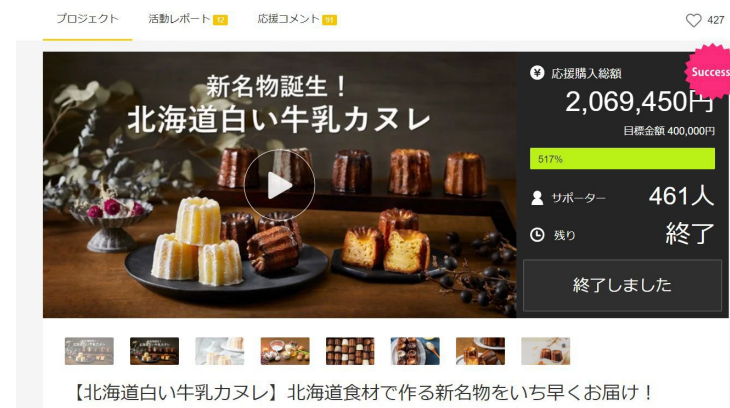 プロジェクト
活動レポート 12
応援コメント 91
427
Success
新名物誕生！
北海道白い牛乳カヌレ
応援購入総額
2,069,450円
目標金額 400,000円
517%
サポーター 461人
残り 終了
終了しました
【北海道白い牛乳カヌレ】北海道食材で作る新名物をいち早くお届け！